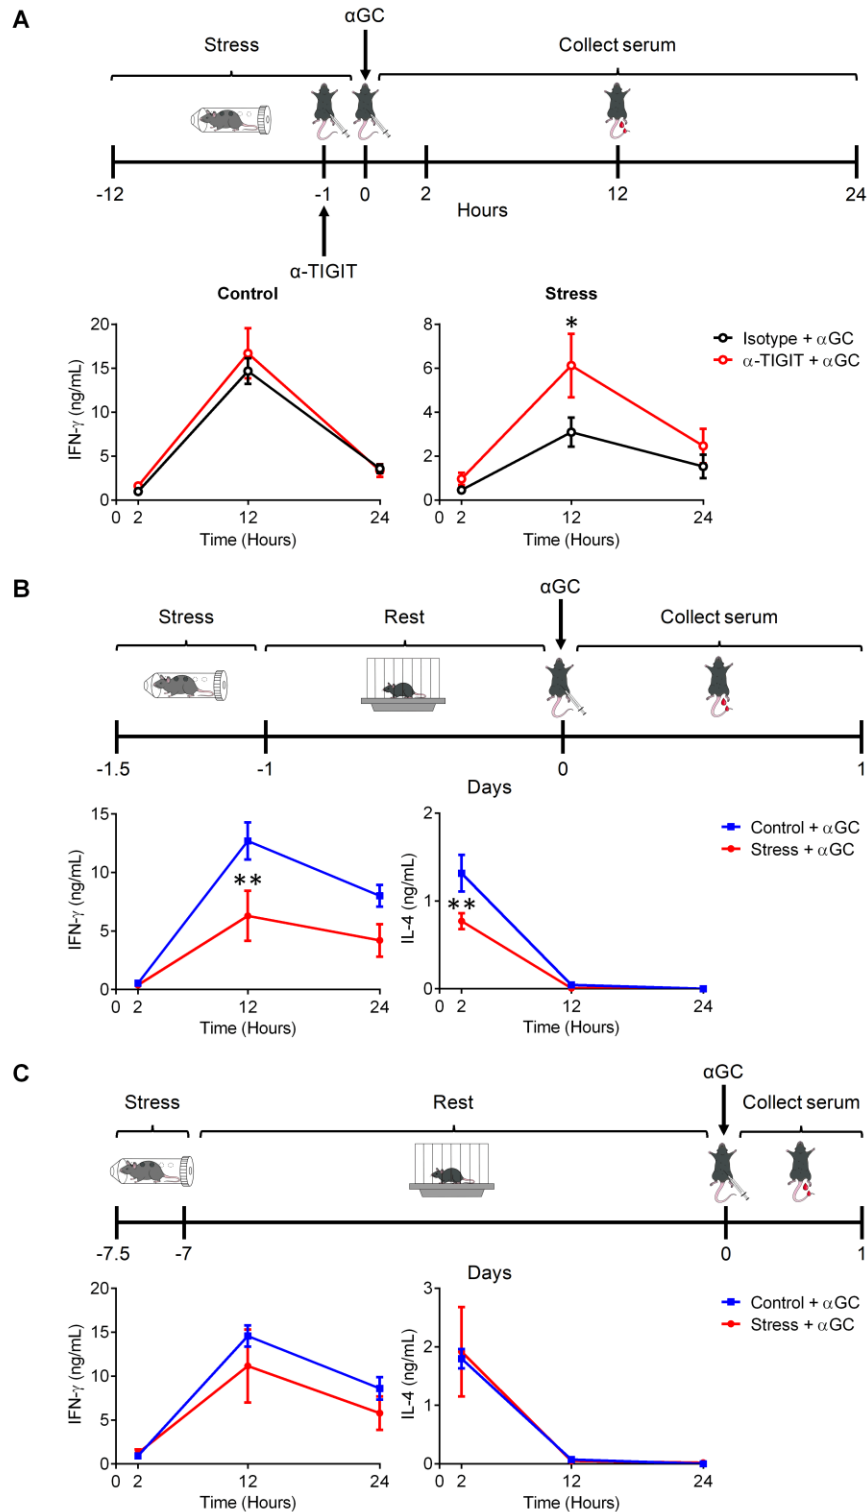 A
αGC
Stress
Collect serum
-12
-1
0
2
12
24
Hours
α-TIGIT
Control
Stress
20
15
10
5
0
IFN-γ (ng/mL)
0 2 12 24
Time (Hours)
8
6
4
2
0
*
0 2 12 24
Time (Hours)
Isotype + αGC
α-TIGIT + αGC
B
αGC
Stress
Rest
Collect serum
-1.5
-1
0
1
Days
15
10
5
0
IFN-γ (ng/mL)
**
0 2 12 24
Time (Hours)
2
1
0
IL-4 (ng/mL)
**
0 2 12 24
Time (Hours)
Control + αGC
Stress + αGC
C
αGC
Stress
Rest
Collect serum
-7.5
-7
0
1
Days
20
15
10
5
0
IFN-γ (ng/mL)
0 2 12 24
Time (Hours)
3
2
1
0
IL-4 (ng/mL)
0 2 12 24
Time (Hours)
Control + αGC
Stress + αGC